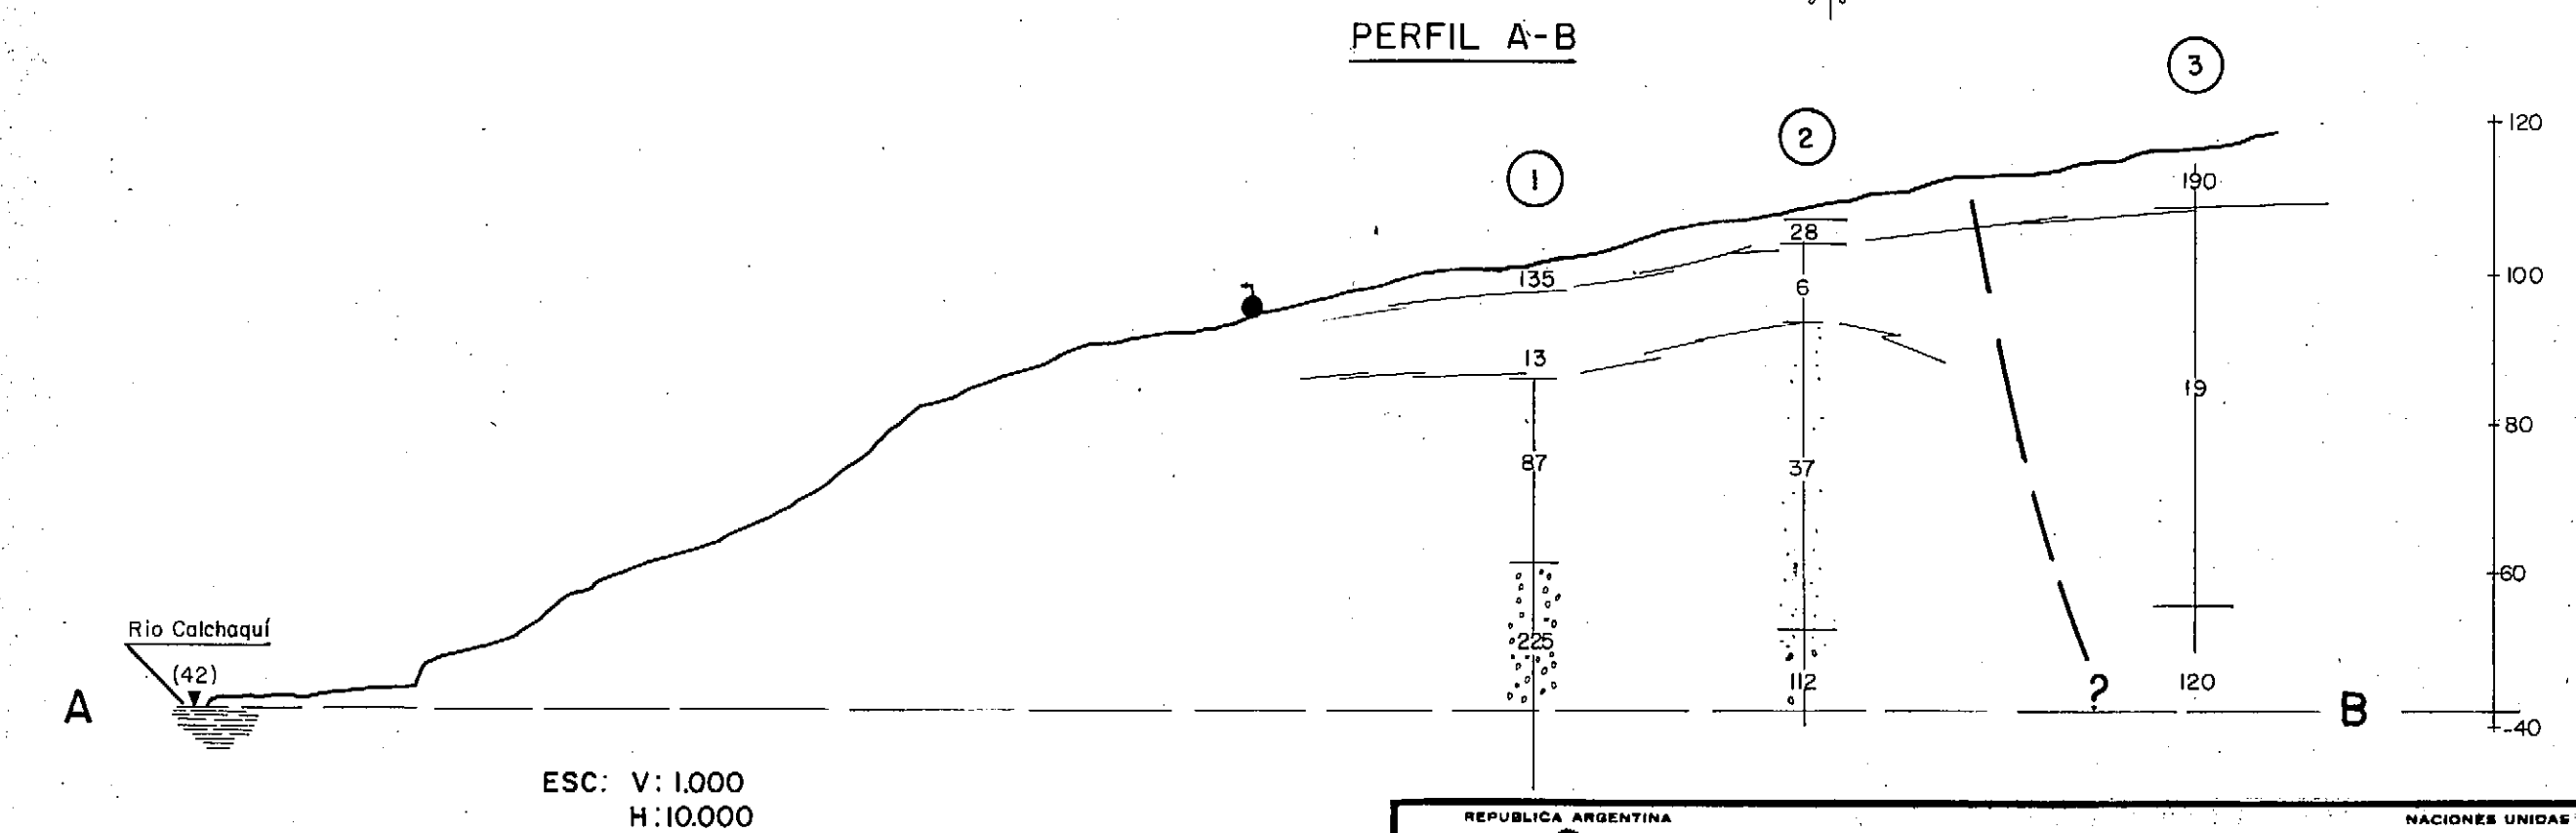 PERFIL A-B
3
2
1
120
190
28
135
100
6
13
19
80
87
37
60
Rio Calchaquí
225
(42)
112
?
120
A
B
40
ESC: V: 1.000
H: 10.000
REPUBLICA ARGENTINA
NACIONES UNIDAS